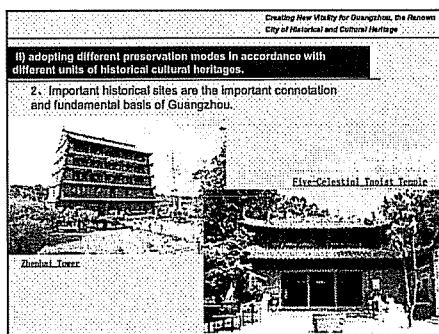 Creating New Vitality for Guangzhou, the Renown
City of Historical and Cultural Heritage
II) adopting different preservation modes in accordance with
different units of historical cultural heritages.
2、Important historical sites are the important connotation
and fundamental basis of Guangzhou.
Five-Celestial Taoist Temple
Zhenhai Tower